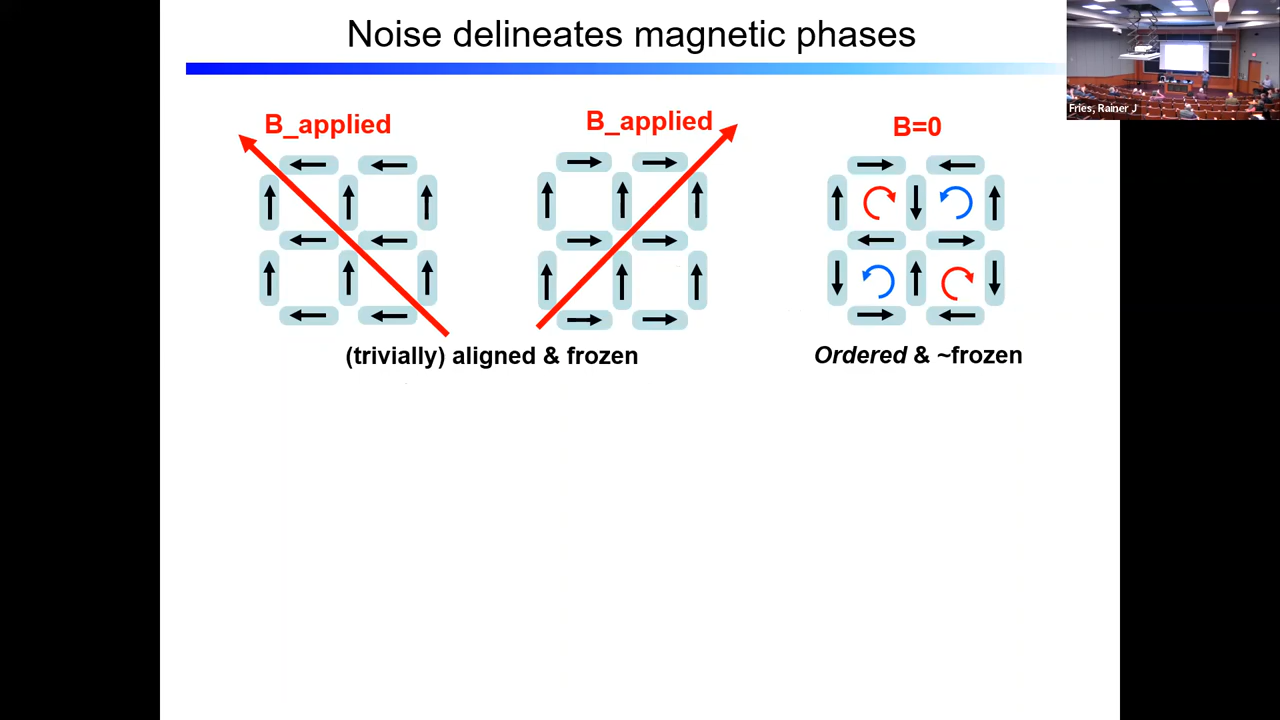 Noise delineates magnetic phases
Fries, Rainer J
B_applied
B_applied
B=0
(trivially) aligned & frozen
Ordered & ~frozen